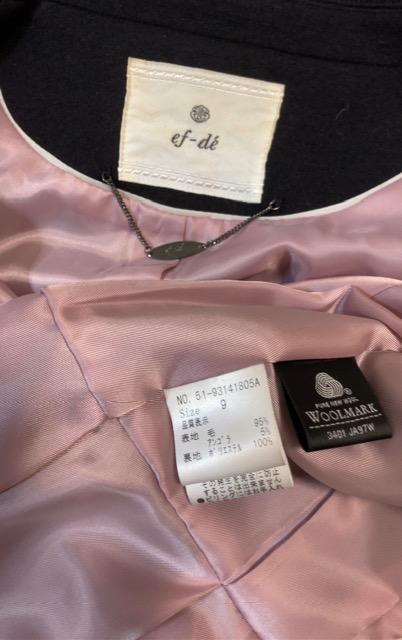 ef-dé
NO. 51-93141805A
Size 9
品質表示
表地 毛 95%
アンゴラ 5%
裏地 ポリエステル 100%
PURE NEW WOOL
WOOLMARK
3401 JA97W